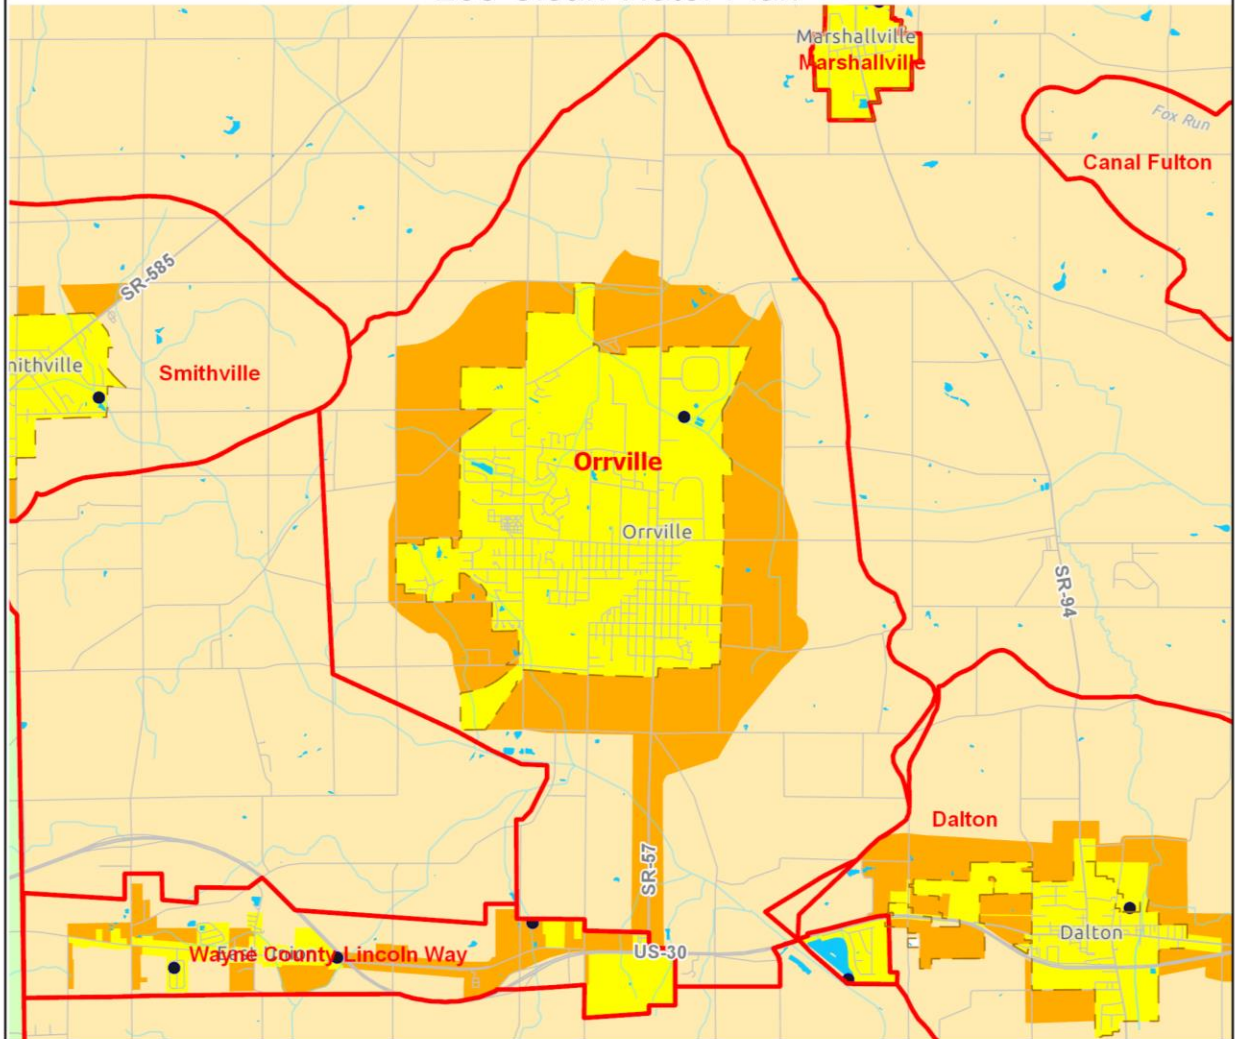 Marshallville
Marshallville
Fox Run
Canal Fulton
SR-585
nithville
Smithville
Orrville
Orrville
SR-94
Dalton
SR-57
Dalton
Wayne County Lincoln Way
US-30